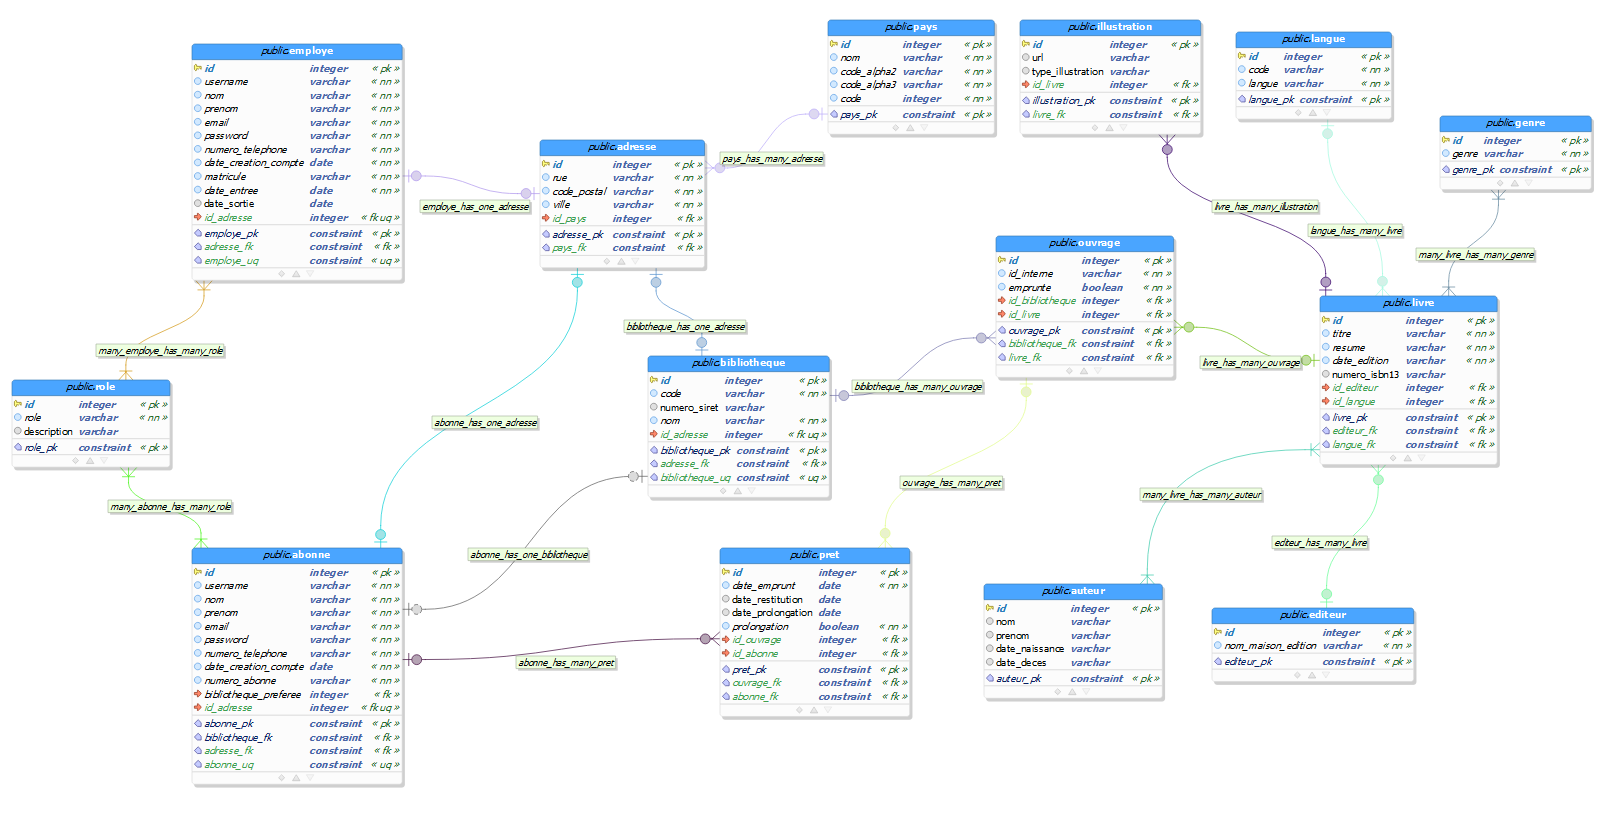 public.employe
id integer « pk »
username varchar « nn »
nom varchar « nn »
prenom varchar « nn »
email varchar « nn »
password varchar « nn »
numero_telephone varchar « nn »
date_creation_compte date « nn »
matricule varchar « nn »
date_entree date « nn »
date_sortie date
id_adresse integer « fk uq »
employe_pk constraint « pk »
adresse_fk constraint « fk »
employe_uq constraint « uq »
public.adresse
id integer « pk »
rue varchar « nn »
code_postal varchar « nn »
ville varchar « nn »
id_pays integer « fk »
adresse_pk constraint « pk »
pays_fk constraint « fk »
public.pays
id integer « pk »
nom varchar « nn »
code_alpha2 varchar « nn »
code_alpha3 varchar « nn »
code integer « nn »
pays_pk constraint « pk »
public.illustration
id integer « pk »
url varchar
type_illustration varchar
id_livre integer « fk »
illustration_pk constraint « pk »
livre_fk constraint « fk »
public.langue
id integer « pk »
code varchar « nn »
langue varchar « nn »
langue_pk constraint « pk »
public.genre
id integer « pk »
genre varchar « nn »
genre_pk constraint « pk »
employe_has_one_adresse
pays_has_many_adresse
livre_has_many_illustration
langue_has_many_livre
many_livre_has_many_genre
public.ouvrage
id integer « pk »
id_interne varchar « nn »
emprunte boolean « nn »
id_bibliotheque integer « fk »
id_livre integer « fk »
ouvrage_pk constraint « pk »
bibliotheque_fk constraint « fk »
livre_fk constraint « fk »
public.livre
id integer « pk »
titre varchar « nn »
resume varchar « nn »
date_edition varchar « nn »
numero_isbn13 varchar
id_editeur integer « fk »
id_langue integer « fk »
livre_pk constraint « pk »
editeur_fk constraint « fk »
langue_fk constraint « fk »
many_employe_has_many_role
biblotheque_has_one_adresse
livre_has_many_ouvrage
biblotheque_has_many_ouvrage
public.role
id integer « pk »
role varchar « nn »
description varchar
role_pk constraint « pk »
public.bibliotheque
id integer « pk »
code varchar « nn »
numero_siret varchar
nom varchar « nn »
id_adresse integer « fk uq »
bibliotheque_pk constraint « pk »
adresse_fk constraint « fk »
bibliotheque_uq constraint « uq »
abonne_has_one_adresse
many_abonne_has_many_role
ouvrage_has_many_pret
many_livre_has_many_auteur
editeur_has_many_livre
abonne_has_one_bibliotheque
public.abonne
id integer « pk »
username varchar « nn »
nom varchar « nn »
prenom varchar « nn »
email varchar « nn »
password varchar « nn »
numero_telephone varchar « nn »
date_creation_compte date « nn »
numero_abonne varchar « nn »
bibliotheque_preferee integer « fk »
id_adresse integer « fk uq »
abonne_pk constraint « pk »
bibliotheque_fk constraint « fk »
adresse_fk constraint « fk »
abonne_uq constraint « uq »
abonne_has_many_pret
public.pret
id integer « pk »
date_emprunt date « nn »
date_restitution date
date_prolongation date
prolongation boolean « nn »
id_ouvrage integer « fk »
id_abonne integer « fk »
pret_pk constraint « pk »
ouvrage_fk constraint « fk »
abonne_fk constraint « fk »
public.auteur
id integer « pk »
nom varchar
prenom varchar
date_naissance varchar
date_deces varchar
auteur_pk constraint « pk »
public.editeur
id integer « pk »
nom_maison_edition varchar « nn »
editeur_pk constraint « pk »